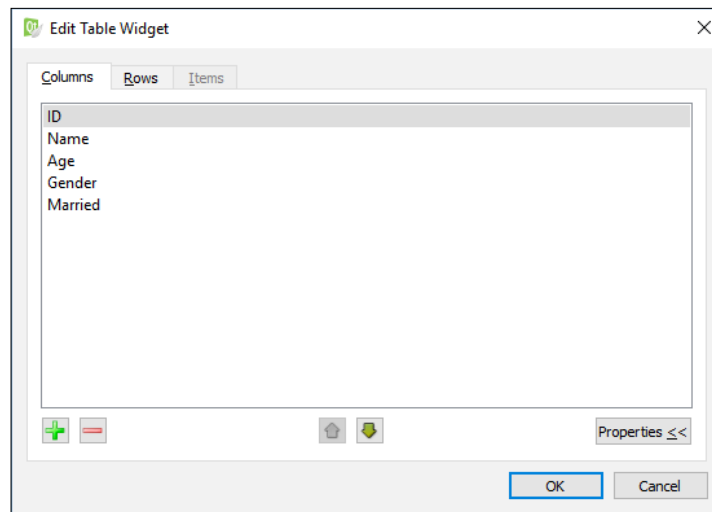 Edit Table Widget
Columns Rows Items
ID
Name
Age
Gender
Married
Properties <<
OK Cancel